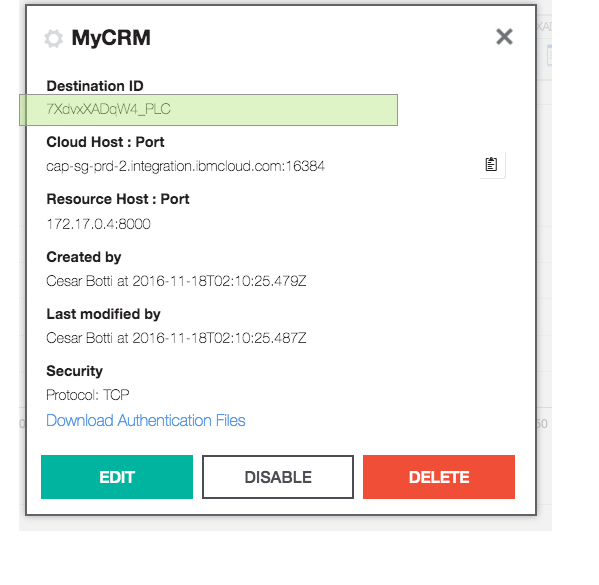 MyCRM
Destination ID
7XdvxXADqW4_PLC
Cloud Host : Port
cap-sg-prd-2.integration.ibmcloud.com:16384
Resource Host : Port
172.17.0.4:8000
Created by
Cesar Botti at 2016-11-18T02:10:25.479Z
Last modified by
Cesar Botti at 2016-11-18T02:10:25.487Z
Security
Protocol: TCP
Download Authentication Files
EDIT DISABLE DELETE